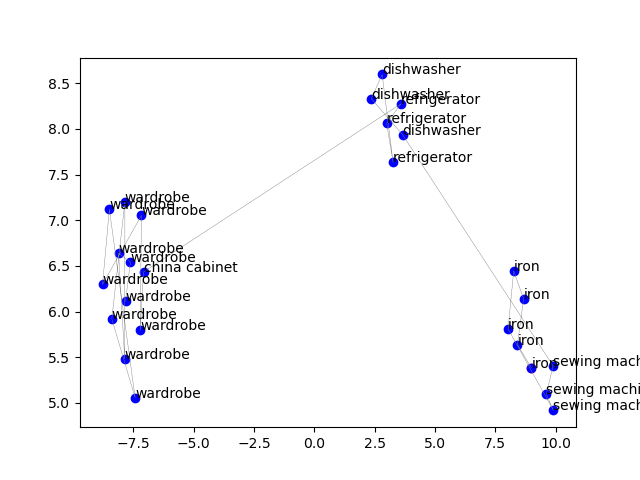 dishwasher
8.5
dishwasher
refrigerator
refrigerator
8.0
dishwasher
refrigerator
7.5
wardrobe
wardrobe
wardrobe
7.0
wardrobe
wardrobe
6.5
china cabinet
iron
wardrobe
iron
wardrobe
6.0
wardrobe
iron
wardrobe
iron
5.5
wardrobe
iron
sewing machi
wardrobe
sewing machi
5.0
sewing machi
−7.5
−5.0
−2.5
0.0
2.5
5.0
7.5
10.0